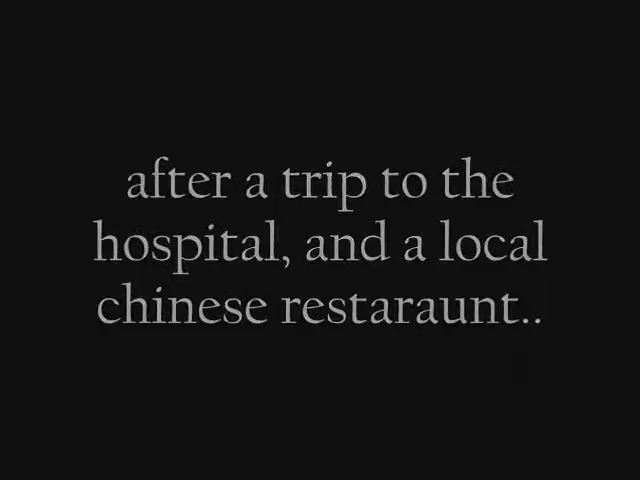 after a trip to the
hospital, and a local
chinese restaraunt..